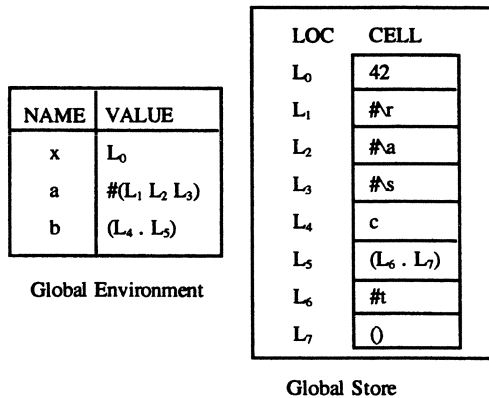 NAME VALUE
x L₀
a #(L₁ L₂ L₃)
b (L₄ . L₅)
Global Environment
LOC CELL
L₀ 42
L₁ #\r
L₂ #\a
L₃ #\s
L₄ c
L₅ (L₆ . L₇)
L₆ #t
L₇ ()
Global Store